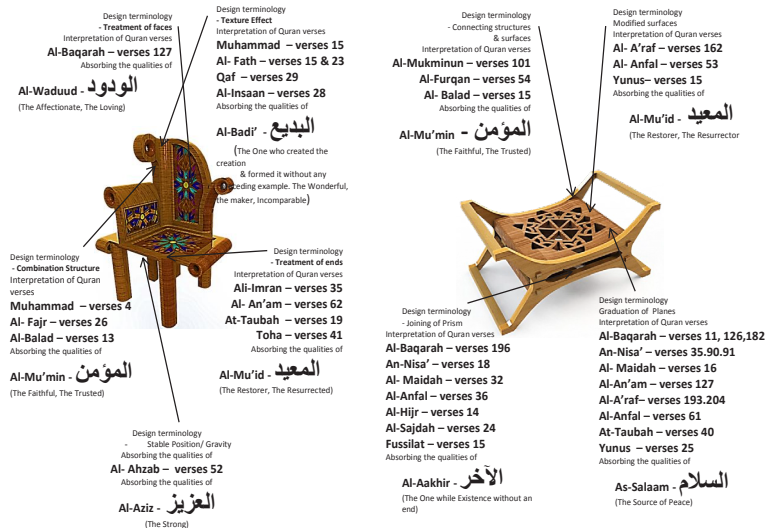 Design terminology
- Treatment of faces
Interpretation of Quran verses
Al-Baqarah - verses 127
Absorbing the qualities of
Al-Waduud - الودود
(The Affectionate, The Loving)
Design terminology
- Texture Effect
Interpretation of Quran verses
Muhammad – verses 15
Al- Fath – verses 15 & 23
Qaf – verses 29
Al-Insaan – verses 28
Absorbing the qualities of
Al-Badi' - البديع
(The One who created the
creation
& formed it without any
preceding example. The Wonderful,
the maker, Incomparable)
Design terminology
- Combination Structure
Interpretation of Quran
verses
Muhammad – verses 4
Al- Fajr – verses 26
Al-Balad – verses 13
Absorbing the qualities of
Al-Mu'min - المؤمن
(The Faithful, The Trusted)
Design terminology
- Treatment of ends
Interpretation of Quran verses
Ali-Imran – verses 35
Al- An'am – verses 62
At-Taubah – verses 19
Toha – verses 41
Absorbing the qualities of
Al-Mu'id - المعيد
(The Restorer, The Resurrected)
Design terminology
- Stable Position/ Gravity
Absorbing the qualities of
Al- Ahzab – verses 52
Absorbing the qualities of
Al-Aziz - العزيز
(The Strong)
Design terminology
- Connecting structures
& surfaces
Interpretation of Quran verses
Al-Mukminun – verses 101
Al-Furqan – verses 54
Al- Balad – verses 15
Absorbing the qualities of
Al-Mu'min – المؤمن
(The Faithful, The Trusted)
Design terminology
Modified surfaces
Interpretation of Quran verses
Al- A'raf – verses 162
Al- Anfal – verses 53
Yunus– verses 15
Absorbing the qualities of
Al-Mu'id - المعيد
(The Restorer, The Resurrector
Design terminology
- Joining of Prism
Interpretation of Quran verses
Al-Baqarah – verses 196
An-Nisa' – verses 18
Al- Maidah – verses 32
Al-Anfal – verses 36
Al-Hijr – verses 14
Al-Sajdah – verses 24
Fussilat – verses 15
Absorbing the qualities of
Al-Aakhir - الآخر
(The One while Existence without an
end)
Design terminology
Graduation of Planes
Interpretation of Quran verses
Al-Baqarah – verses 11, 126,182
An-Nisa' – verses 35.90.91
Al- Maidah – verses 16
Al-An'am – verses 127
Al-A'raf– verses 193.204
Al-Anfal – verses 61
At-Taubah – verses 40
Yunus – verses 25
Absorbing the qualities of
As-Salaam - السلام
(The Source of Peace)